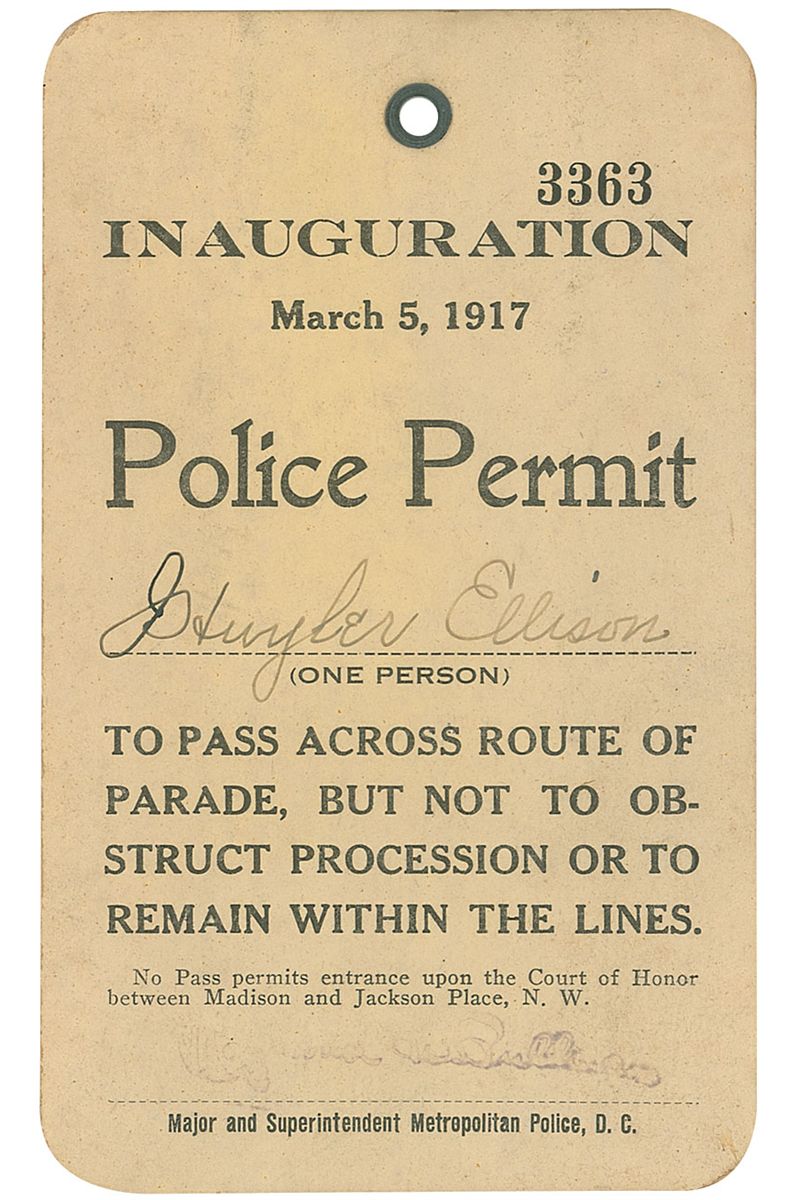 3363
INAUGURATION
March 5, 1917
Police Permit
J Huyler Ellison
(ONE PERSON)
TO PASS ACROSS ROUTE OF
PARADE, BUT NOT TO OB-
STRUCT PROCESSION OR TO
REMAIN WITHIN THE LINES.
No Pass permits entrance upon the Court of Honor
between Madison and Jackson Place, N. W.
Major and Superintendent Metropolitan Police, D. C.